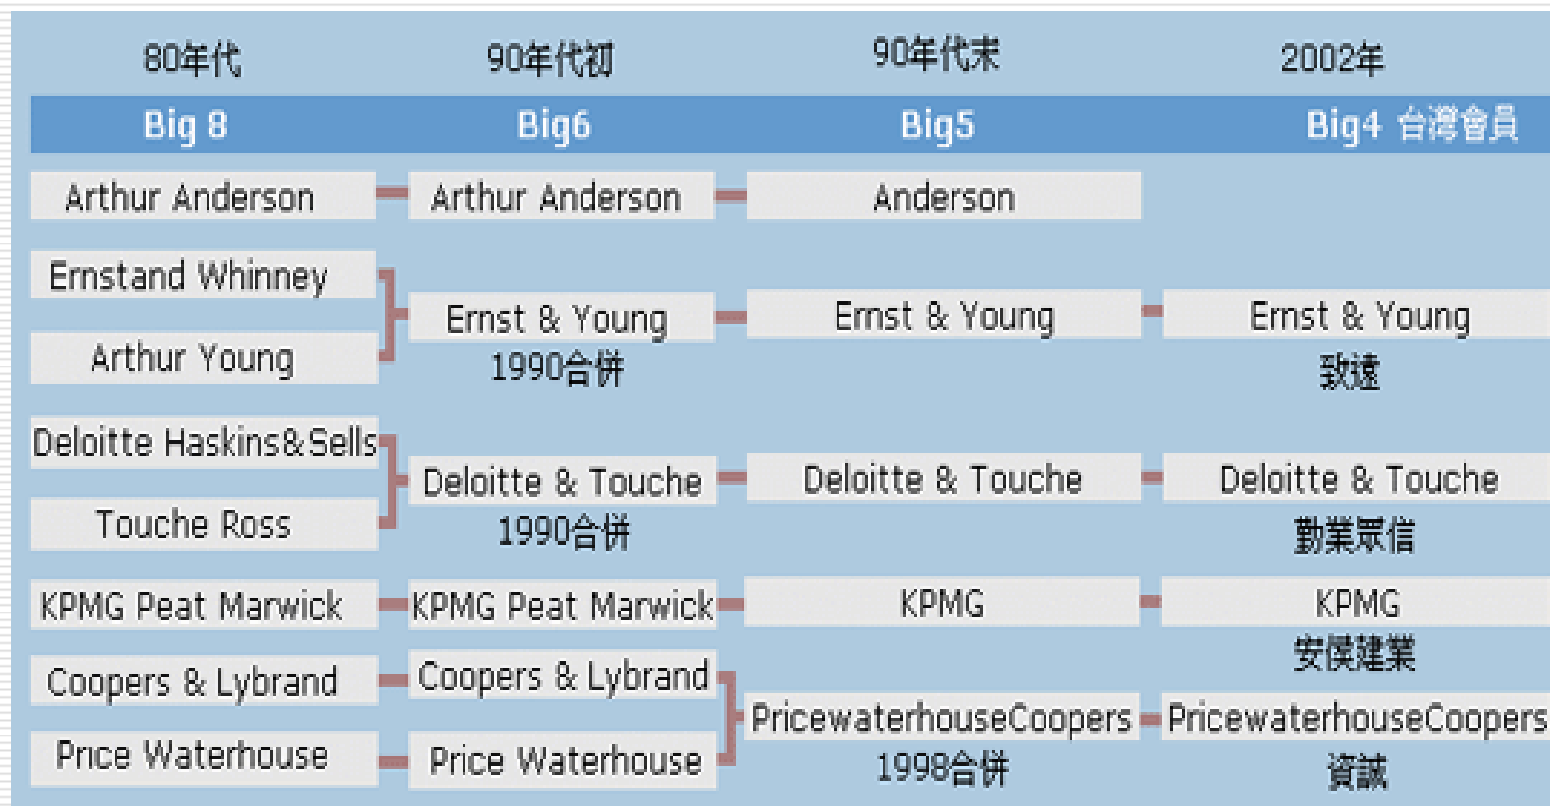 80年代 90年代初 90年代末 2002年
Big 8 Big6 Big5 Big4 台灣會員
Arthur Anderson Arthur Anderson Anderson
Ernstand Whinney
Ernst & Young Ernst & Young Ernst & Young
Arthur Young
1990合併 致遠
Deloitte Haskins&Sells
Deloitte & Touche Deloitte & Touche Deloitte & Touche
Touche Ross
1990合併 勤業眾信
KPMG Peat Marwick KPMG Peat Marwick KPMG KPMG
安侯建業
Coopers & Lybrand Coopers & Lybrand
PricewaterhouseCoopers PricewaterhouseCoopers
Price Waterhouse Price Waterhouse
1998合併 資誠